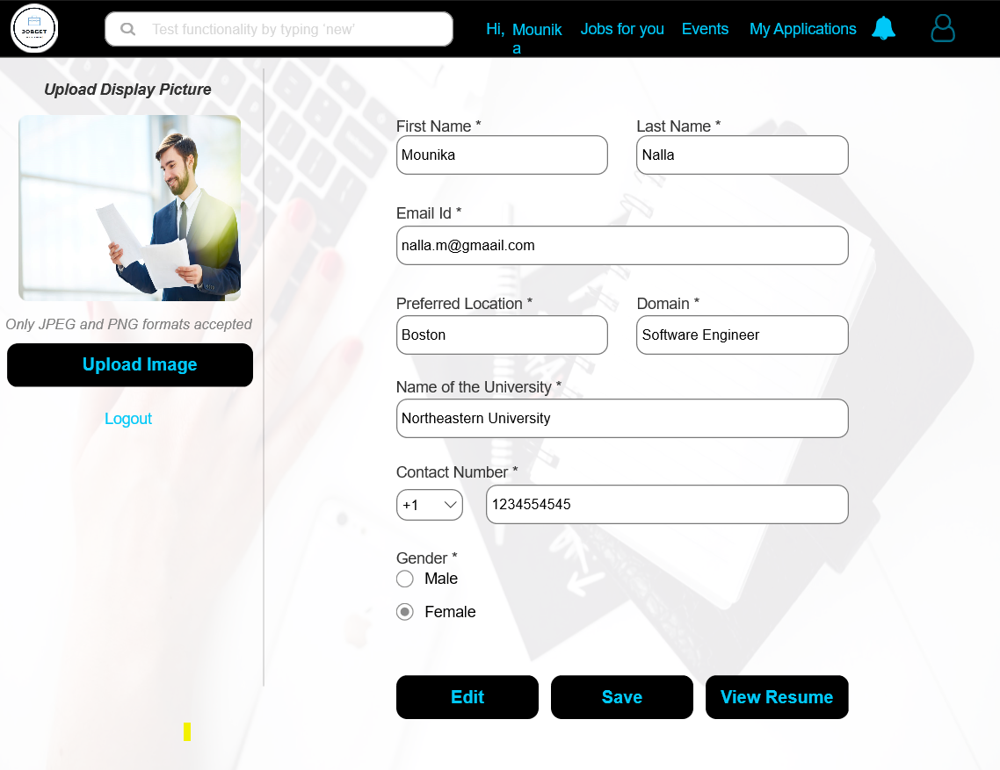 JOBGET
Test functionality by typing 'new'
Hi, Mounik
a
Jobs for you
Events
My Applications
Upload Display Picture
Only JPEG and PNG formats accepted
Upload Image
Logout
First Name *
Last Name *
Mounika
Nalla
Email Id *
nalla.m@gmaail.com
Preferred Location *
Domain *
Boston
Software Engineer
Name of the University *
Northeastern University
Contact Number *
+1
1234554545
Gender *
Male
Female
Edit
Save
View Resume